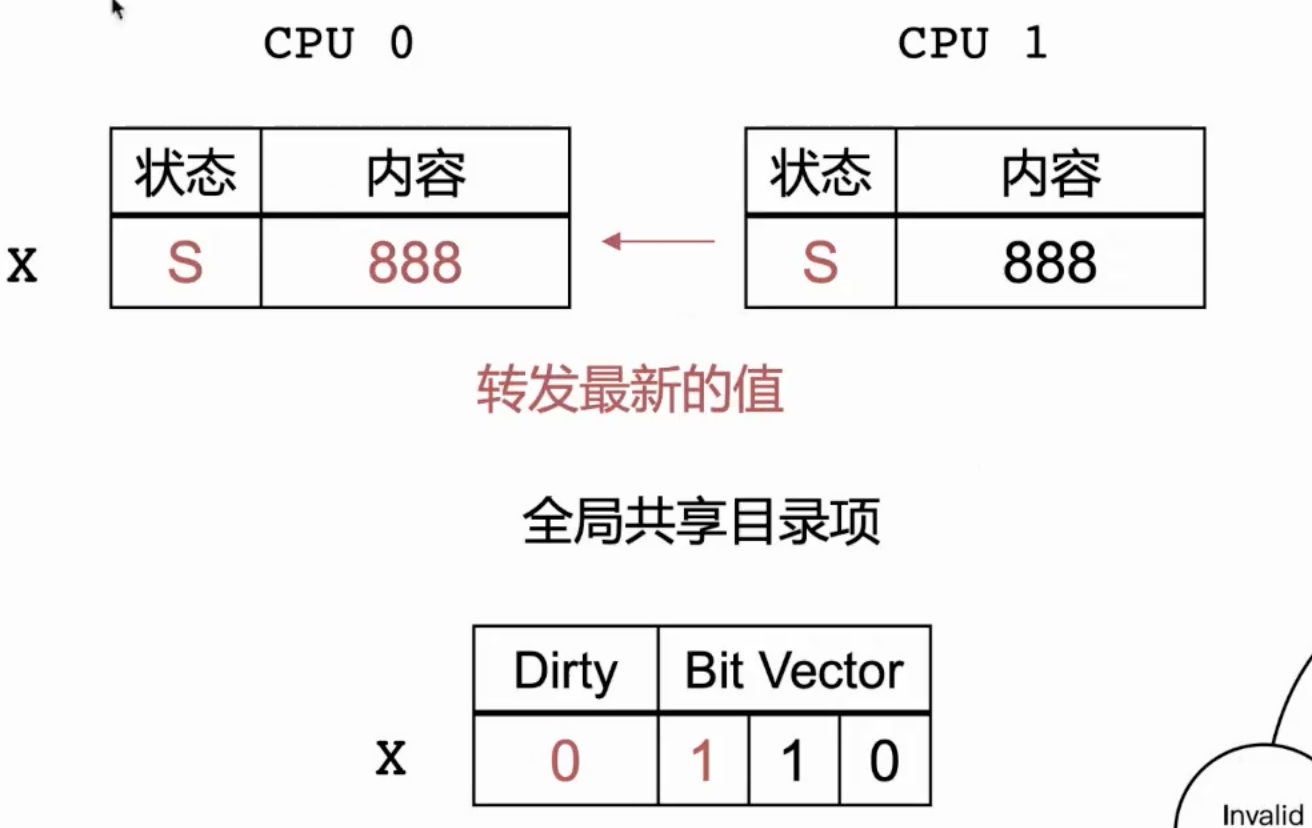 CPU 0 CPU 1
状态 内容 状态 内容
X S 888 S 888
转发最新的值
全局共享目录项
Dirty Bit Vector
X 0 1 1 0
Invalid